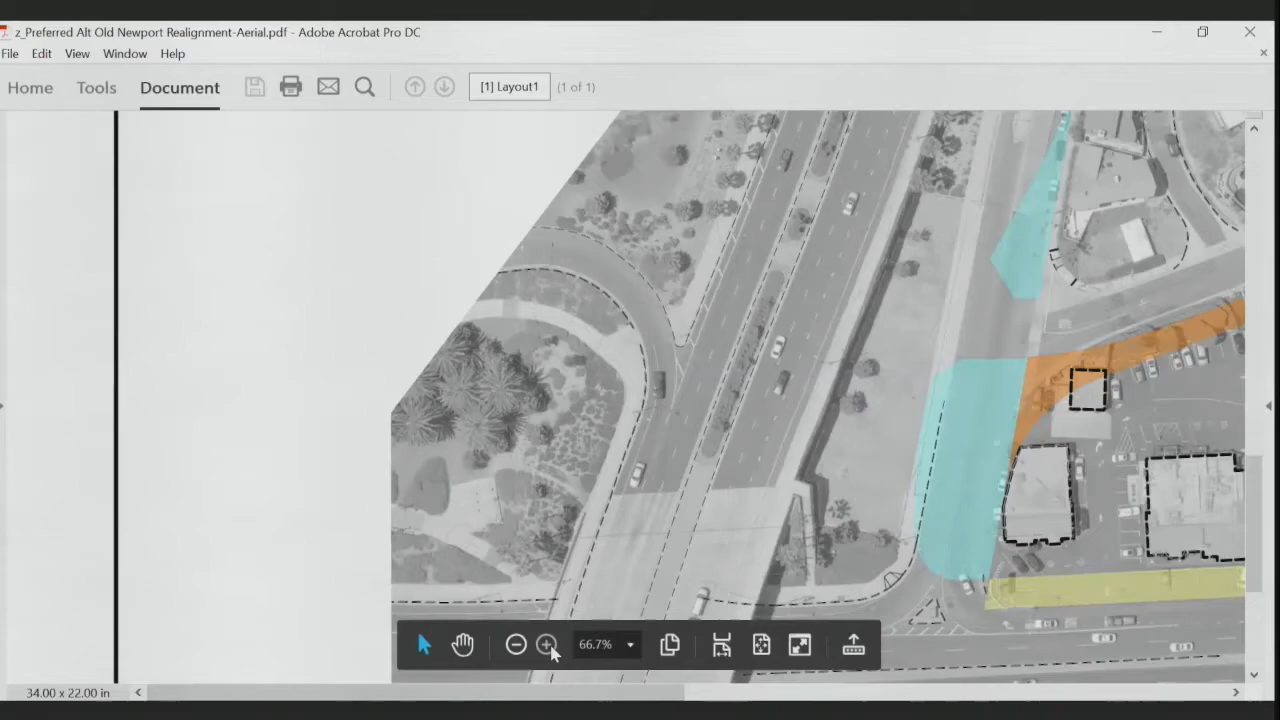 z_Preferred Alt Old Newport Realignment-Aerial.pdf - Adobe Acrobat Pro DC
File Edit View Window Help
Home Tools Document [1] Layout1 (1 of 1)
66.7%
34.00 x 22.00 in